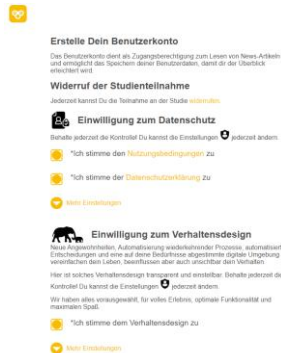 Erstelle Dein Benutzerkonto
Das Benutzerkonto dient als Zugangsberechtigung zum Lesen von News-Artikeln
und ermöglicht das Speichern deiner Benutzerdaten, damit dir der Überblick
erleichtert wird
Widerruf der Studienteilnahme
Jederzeit kannst Du die Teilnahme an der Studie widerrufen
Einwilligung zum Datenschutz
Behalte jederzeit die Kontrolle! Du kannst die Einstellungen jederzeit ändern
*Ich stimme den Nutzungsbedingungen zu
*Ich stimme der Datenschutzerklärung zu
Mehr Einstellungen
Einwilligung zum Verhaltensdesign
Neue Angewohnheiten, Automatisierung wiederkehrender Prozesse, automatisiert
Entscheidungen und eine auf deine Bedürfnisse abgestimmte digitale Umgebung
vereinfachen dein Leben, beeinflussen aber auch unsichtbar dein Verhalten
Hier ist solches Verhaltensdesign transparent und einstellbar. Behalte jederzeit die
Kontrolle! Du kannst die Einstellungen jederzeit ändern.
Wir haben alles vorausgewählt, für volles Erlebnis, optimale Funktionalität und
maximalen Spaß.
*Ich stimme dem Verhaltensdesign zu
Mehr Einstellungen